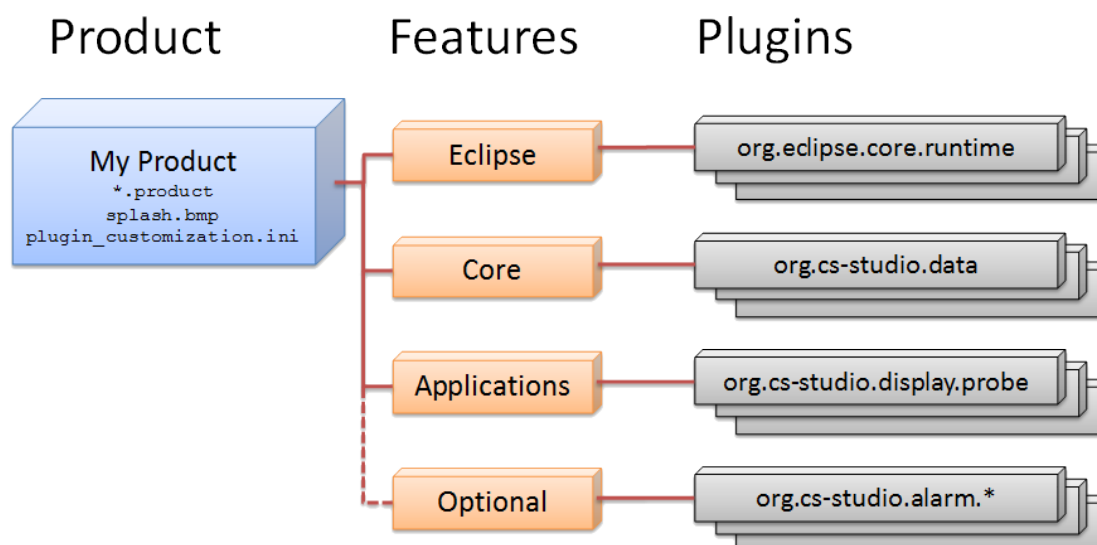 Product Features Plugins
My Product
*.product
splash.bmp
plugin_customization.ini
Eclipse
org.eclipse.core.runtime
Core
org.cs-studio.data
Applications
org.cs-studio.display.probe
Optional
org.cs-studio.alarm.*